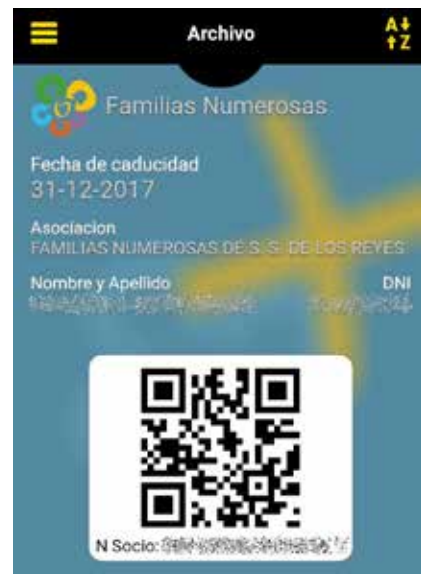 Archivo
A
Z
Familias Numerosas
Fecha de caducidad
31-12-2017
Asociacion
FAMILIAS NUMEROSAS DE S. S. DE LOS REYES
Nombre y Apellido DNI
N Socio: